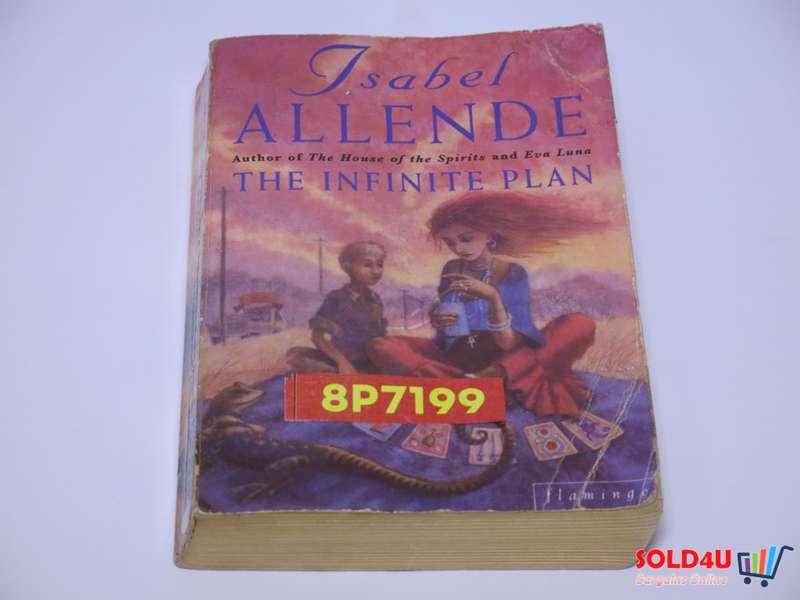 Isabel
ALLENDE
Author of The House of the Spirits and Eva Luna
THE INFINITE PLAN
8P7199
flamingo
SOLD4U
Bargains Online